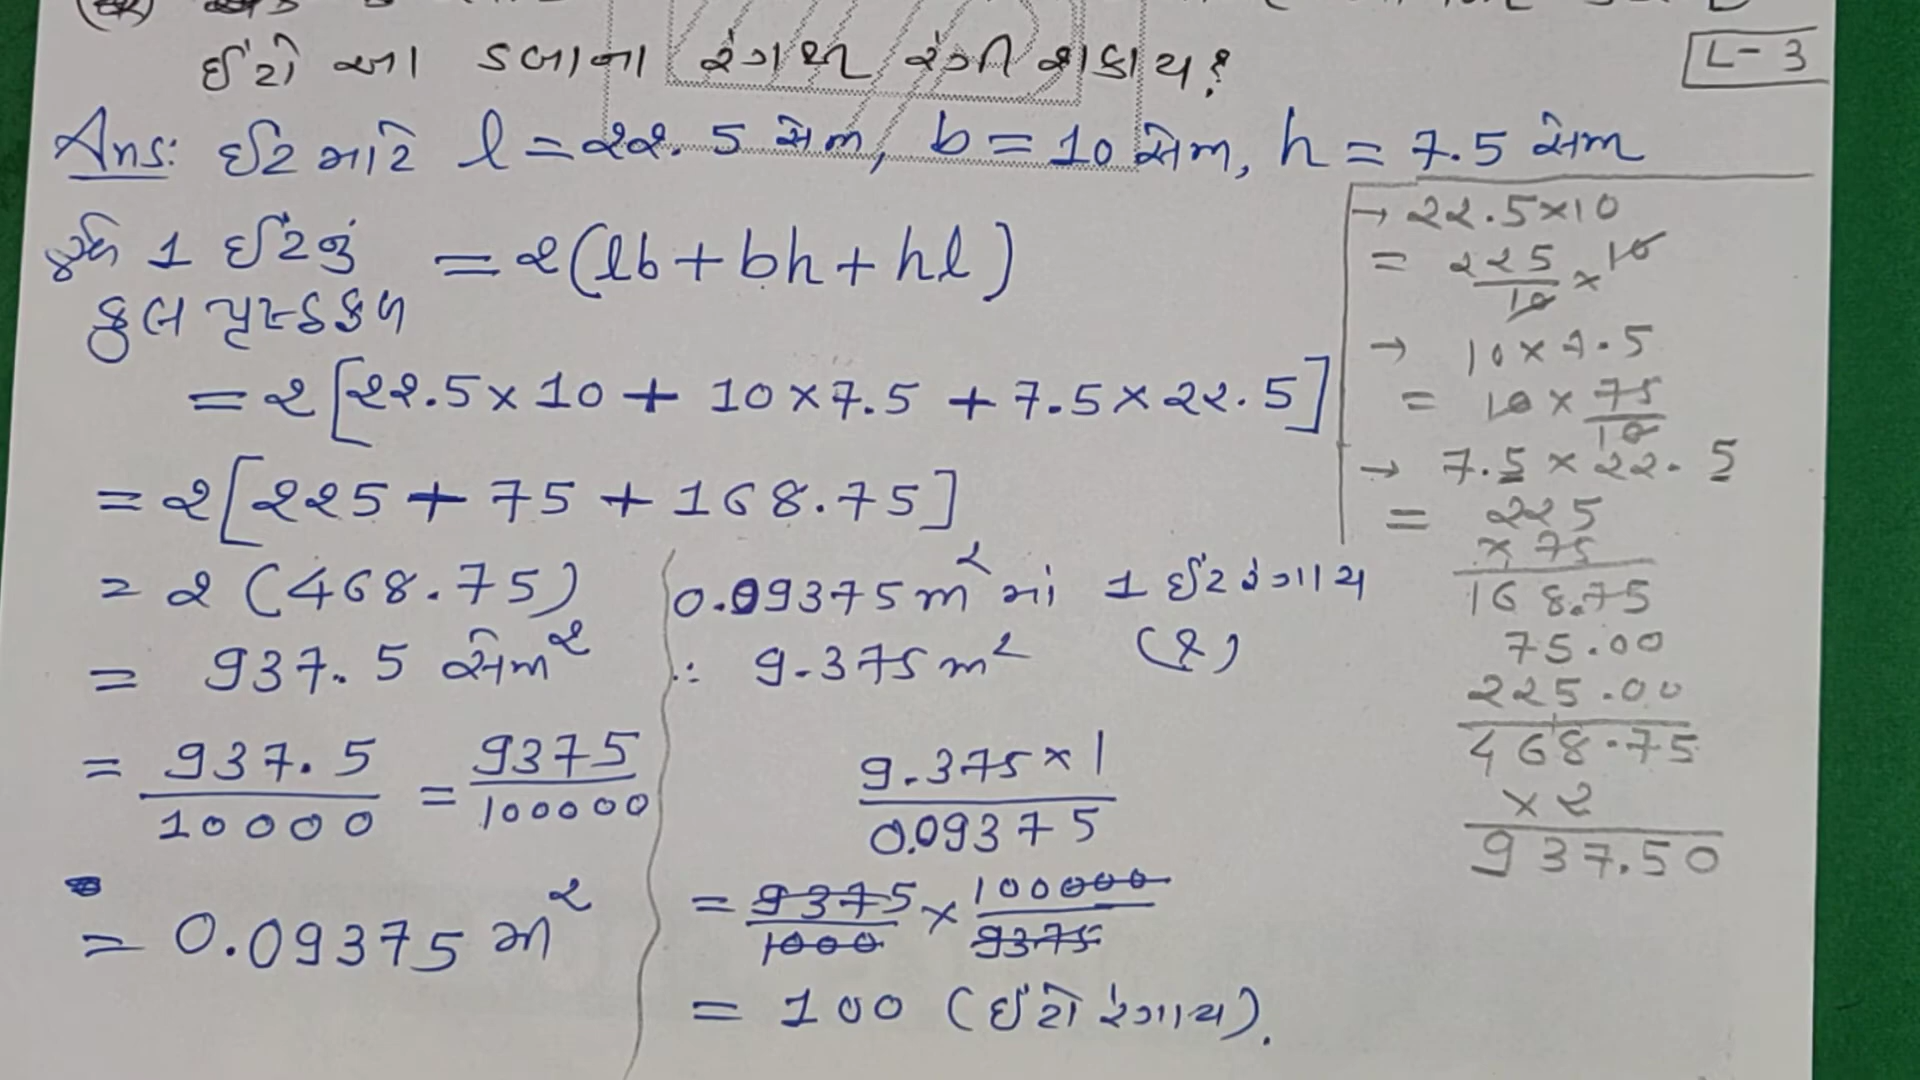 ઈંટો આ ડબાના રંગથી રંગી શકાય?
L-3
Ans: ઈંટ માટે l = 22.5 સેમ, b = 10 સેમ, h = 7.5 સેમ
1 ઈંટનું = 2(lb + bh + hl)
કુલ પૃષ્ઠફળ
= 2[22.5 × 10 + 10 × 7.5 + 7.5 × 22.5]
= 2[225 + 75 + 168.75]
= 2(468.75)
= 937.5 સેમ²
= 937.5/10000 = 9375/100000
= 0.09375 મ²
0.09375 m² માં 1 ઈંટ રંગાય
∴ 9.375 m² (?)
9.375 × 1/0.09375
= 9375/1000 × 100000/9375
= 100 (ઈંટો રંગાય).
→ 22.5×10
= 225/10 × 10
→ 10 × 7.5
= 10 × 75/10
→ 7.5 × 22.5
= 225
× 75
168.75
75.00
225.00
468.75
× 2
937.50